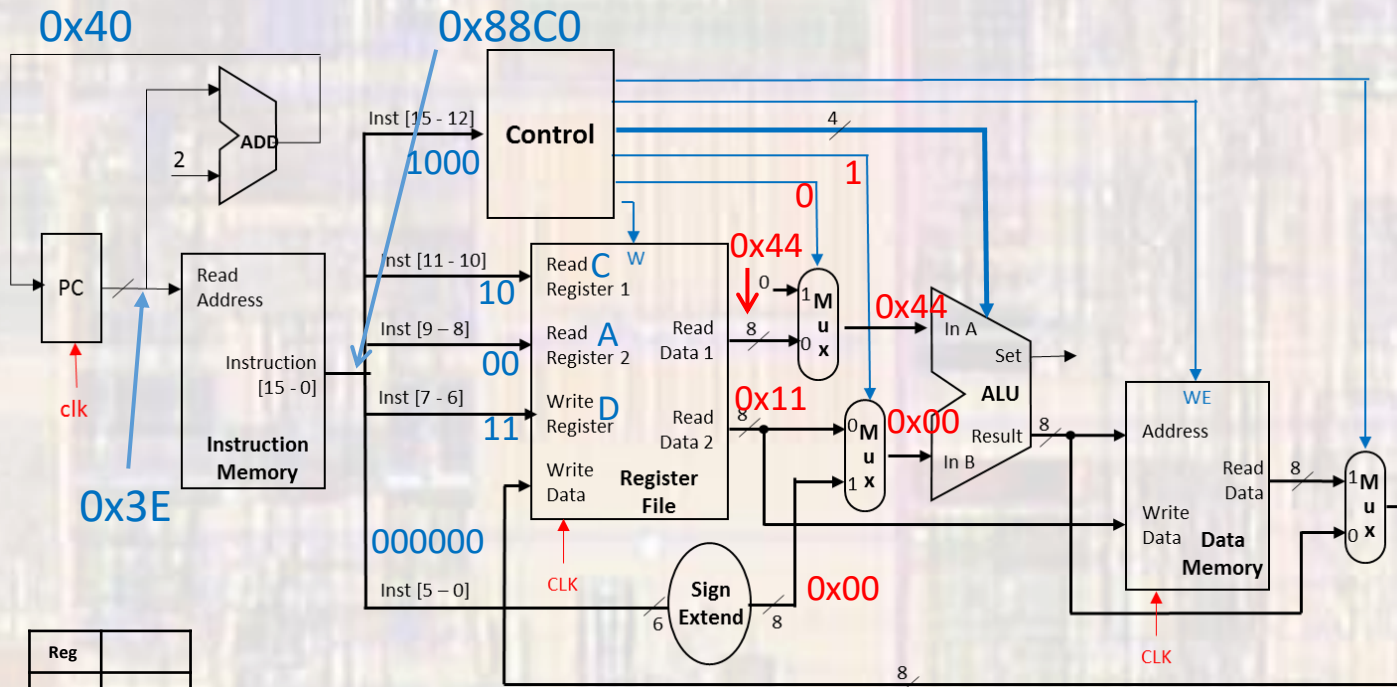 0x40
0x88C0
ADD
2
Inst [15 - 12]
1000
Control
4
1
0
W
PC
clk
0x3E
Read
Address
Instruction
[15 - 0]
Instruction
Memory
Inst [11 - 10]
10
Inst [9 – 8]
00
Inst [7 - 6]
11
000000
Inst [5 – 0]
6
Read C
Register 1
Read A
Register 2
Write D
Register
Write
Data
Read
Data 1
Read
Data 2
Register
File
CLK
Sign
Extend
8
0x00
0x44
8
0x11
8
0
1
0
M
u
x
0x44
0
1
M
u
x
0x00
In A
Set
ALU
Result
In B
8
WE
Address
Read
Data
Write
Data
Data
Memory
CLK
8
1
0
M
u
x
8
Reg